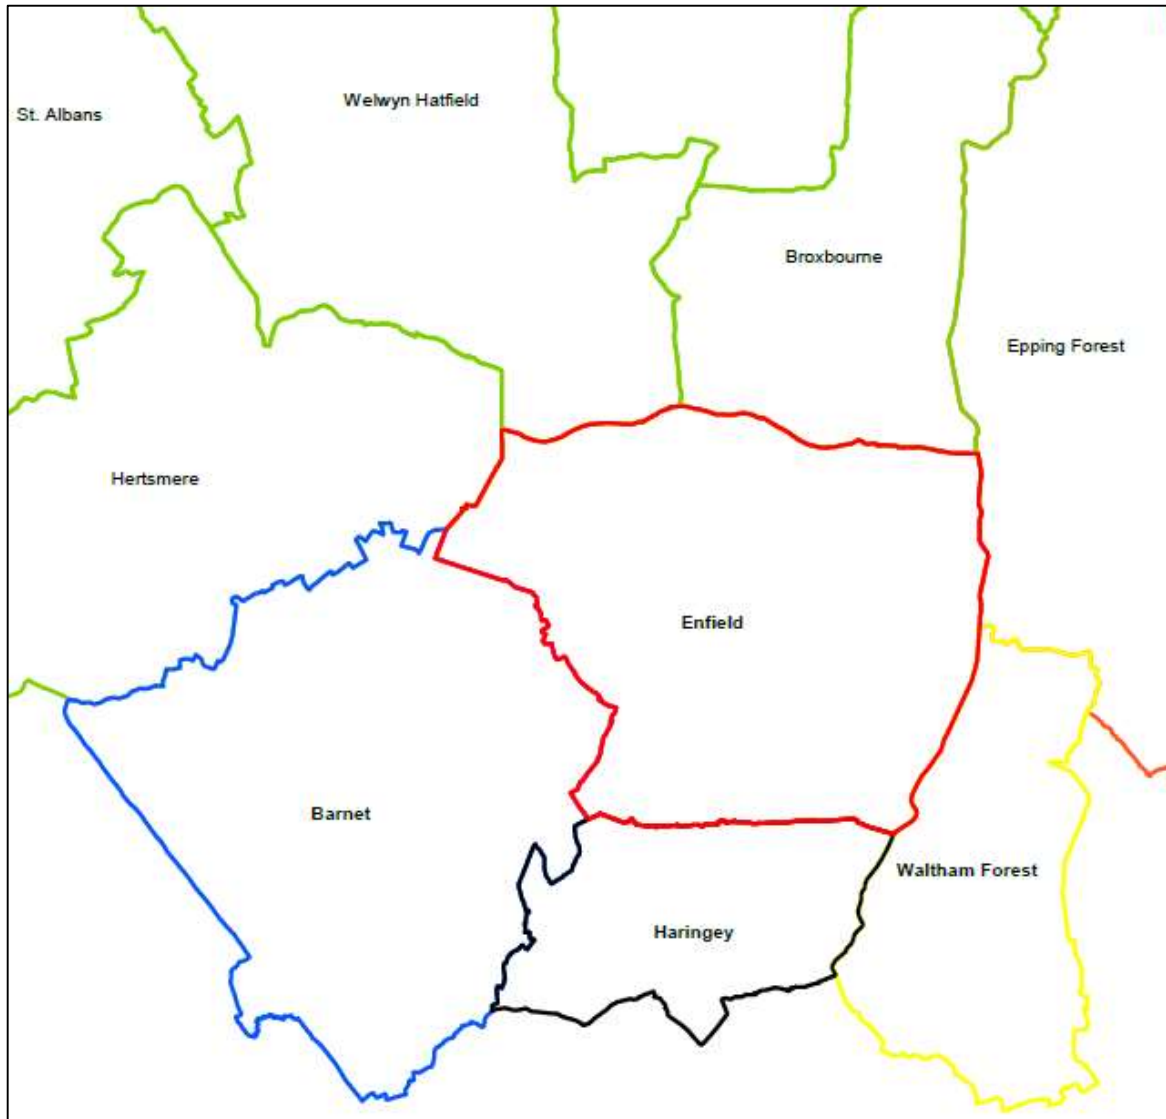 St. Albans
Welwyn Hatfield
Broxbourne
Epping Forest
Hertsmere
Enfield
Barnet
Waltham Forest
Haringey